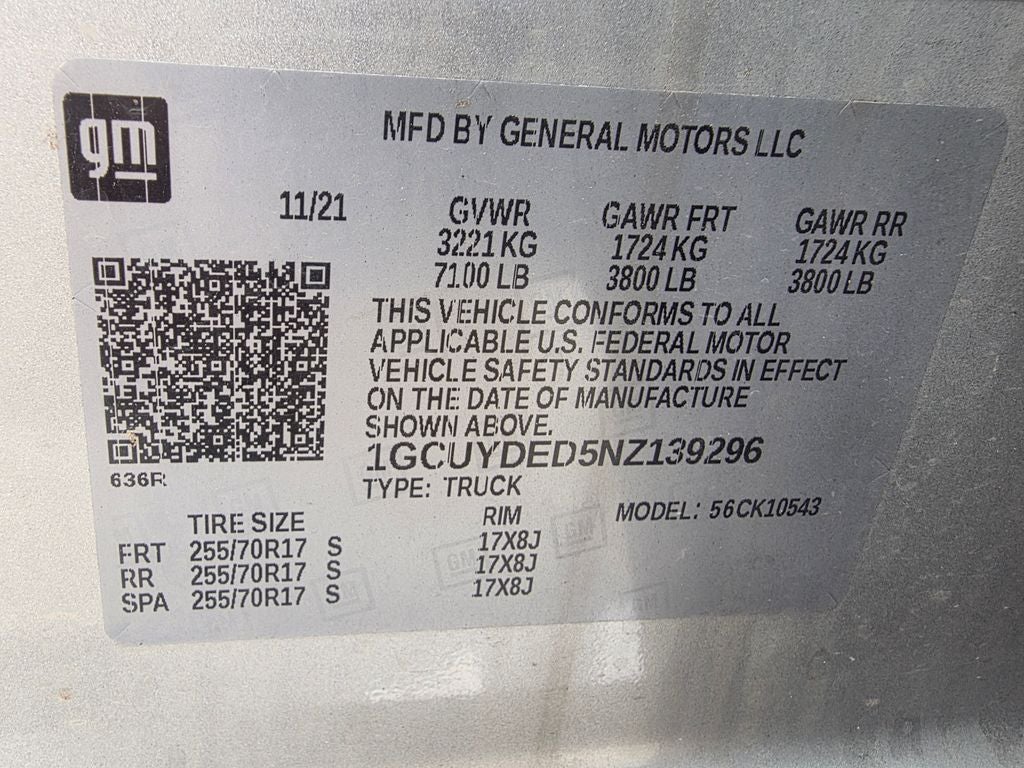 gm
MFD BY GENERAL MOTORS LLC
11/21 GVWR GAWR FRT GAWR RR
3221 KG 1724 KG 1724 KG
7100 LB 3800 LB 3800 LB
THIS VEHICLE CONFORMS TO ALL
APPLICABLE U.S. FEDERAL MOTOR
VEHICLE SAFETY STANDARDS IN EFFECT
ON THE DATE OF MANUFACTURE
SHOWN ABOVE.
1GCUYDED5NZ139296
636R
TYPE: TRUCK
TIRE SIZE RIM MODEL: 56CK10543
FRT 255/70R17 S 17X8J
RR 255/70R17 S 17X8J
SPA 255/70R17 S 17X8J
GM GM